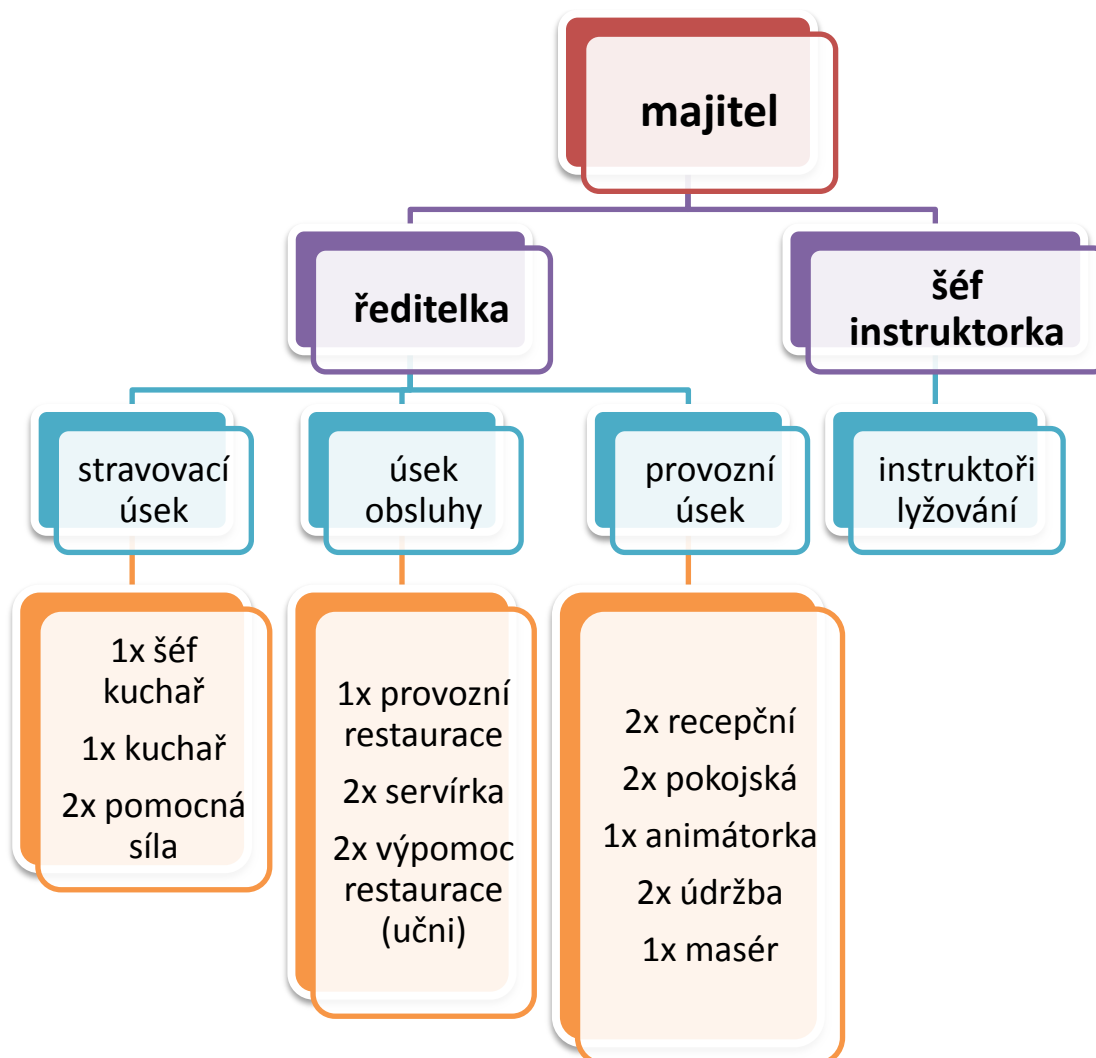 majitel
ředitelka
šéf
instruktorka
stravovací
úsek
úsek
obsluhy
provozní
úsek
instruktoři
lyžování
1x šéf
kuchař
1x kuchař
2x pomocná
síla
1x provozní
restaurace
2x servírka
2x výpomoc
restaurace
(učni)
2x recepční
2x pokojská
1x animátorka
2x údržba
1x masér